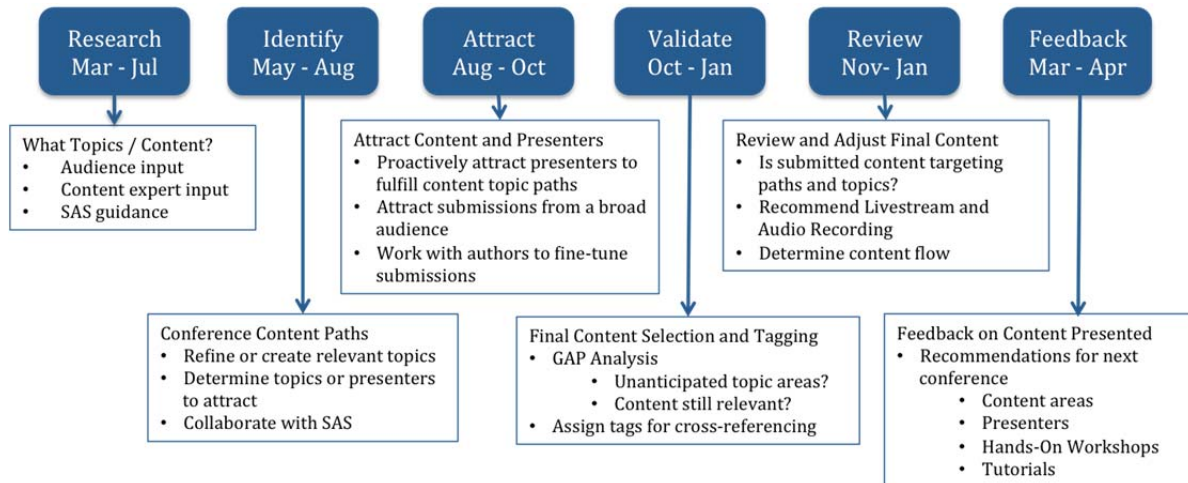 Research
Mar - Jul
Identify
May - Aug
Attract
Aug - Oct
Validate
Oct - Jan
Review
Nov- Jan
Feedback
Mar - Apr
What Topics / Content?
• Audience input
• Content expert input
• SAS guidance
Attract Content and Presenters
• Proactively attract presenters to
fulfill content topic paths
• Attract submissions from a broad
audience
• Work with authors to fine-tune
submissions
Review and Adjust Final Content
• Is submitted content targeting
paths and topics?
• Recommend Livestream and
Audio Recording
• Determine content flow
Conference Content Paths
• Refine or create relevant topics
• Determine topics or presenters
to attract
• Collaborate with SAS
Final Content Selection and Tagging
• GAP Analysis
• Unanticipated topic areas?
• Content still relevant?
• Assign tags for cross-referencing
Feedback on Content Presented
• Recommendations for next
conference
• Content areas
• Presenters
• Hands-On Workshops
• Tutorials